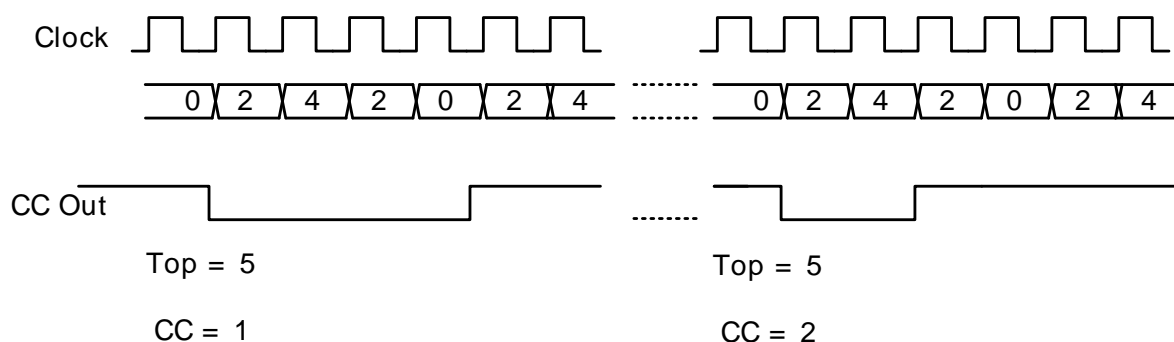 Clock
0 2 4 2 0 2 4 0 2 4 2 0 2 4
CC Out
Top = 5 Top = 5
CC = 1 CC = 2